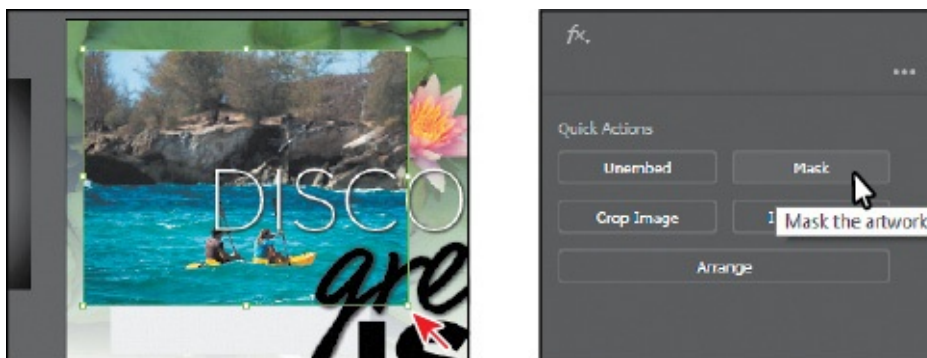 DISCO
gre
fx.
Quick Actions
Unembed
Mask
Crop Image
Mask the artwork
Arrange